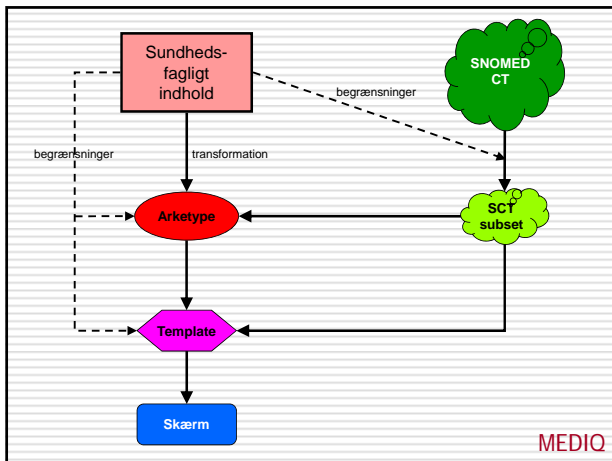 Sundheds-
fagligt
indhold
SNOMED
CT
begrænsninger
begrænsninger
transformation
Arketype
SCT
subset
Template
Skærm
MEDIQ